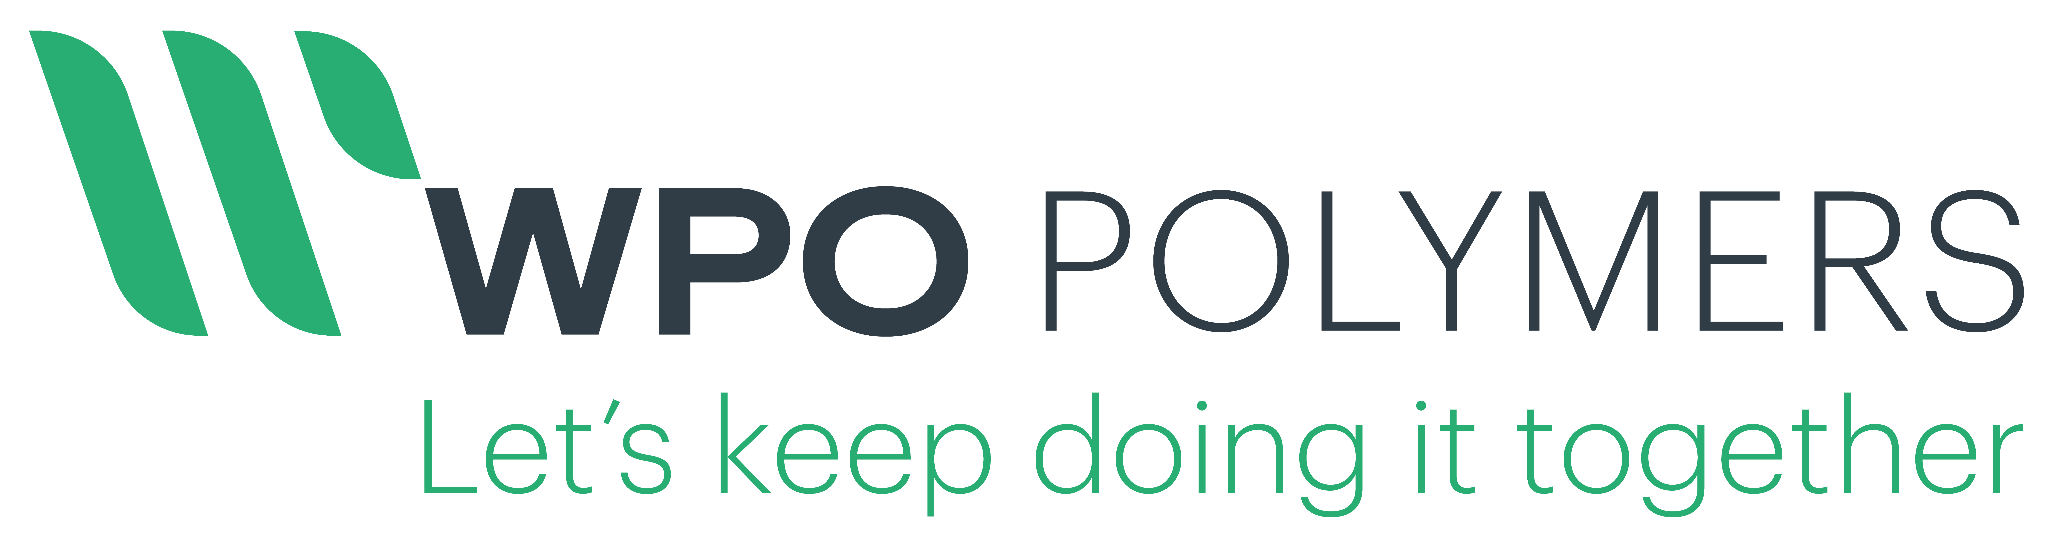 WPO POLYMERS
Let’s keep doing it together